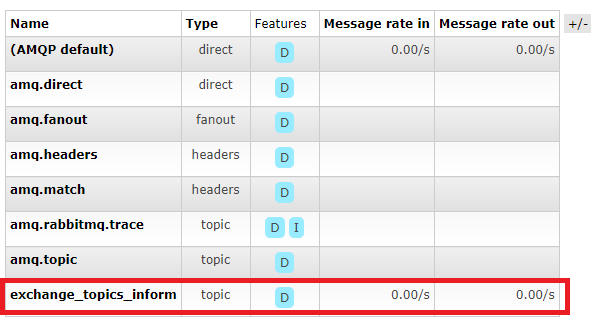 Name Type Features Message rate in Message rate out +/-
(AMQP default) direct D 0.00/s 0.00/s
amq.direct direct D
amq.fanout fanout D
amq.headers headers D
amq.match headers D
amq.rabbitmq.trace topic D I
amq.topic topic D
exchange_topics_inform topic D 0.00/s 0.00/s